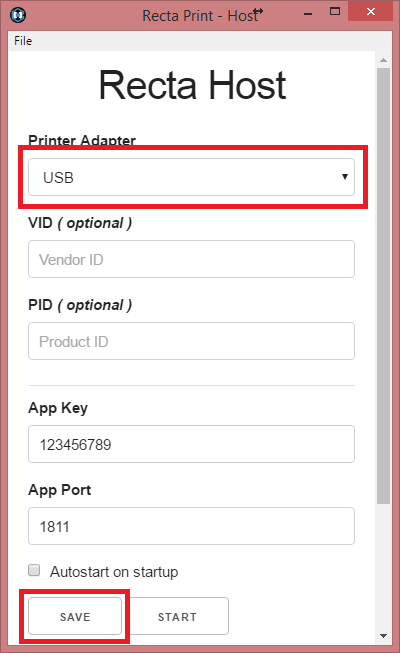 Recta Print - Host
File
Recta Host
Printer Adapter
USB
VID ( optional )
Vendor ID
PID ( optional )
Product ID
App Key
123456789
App Port
1811
Autostart on startup
SAVE START